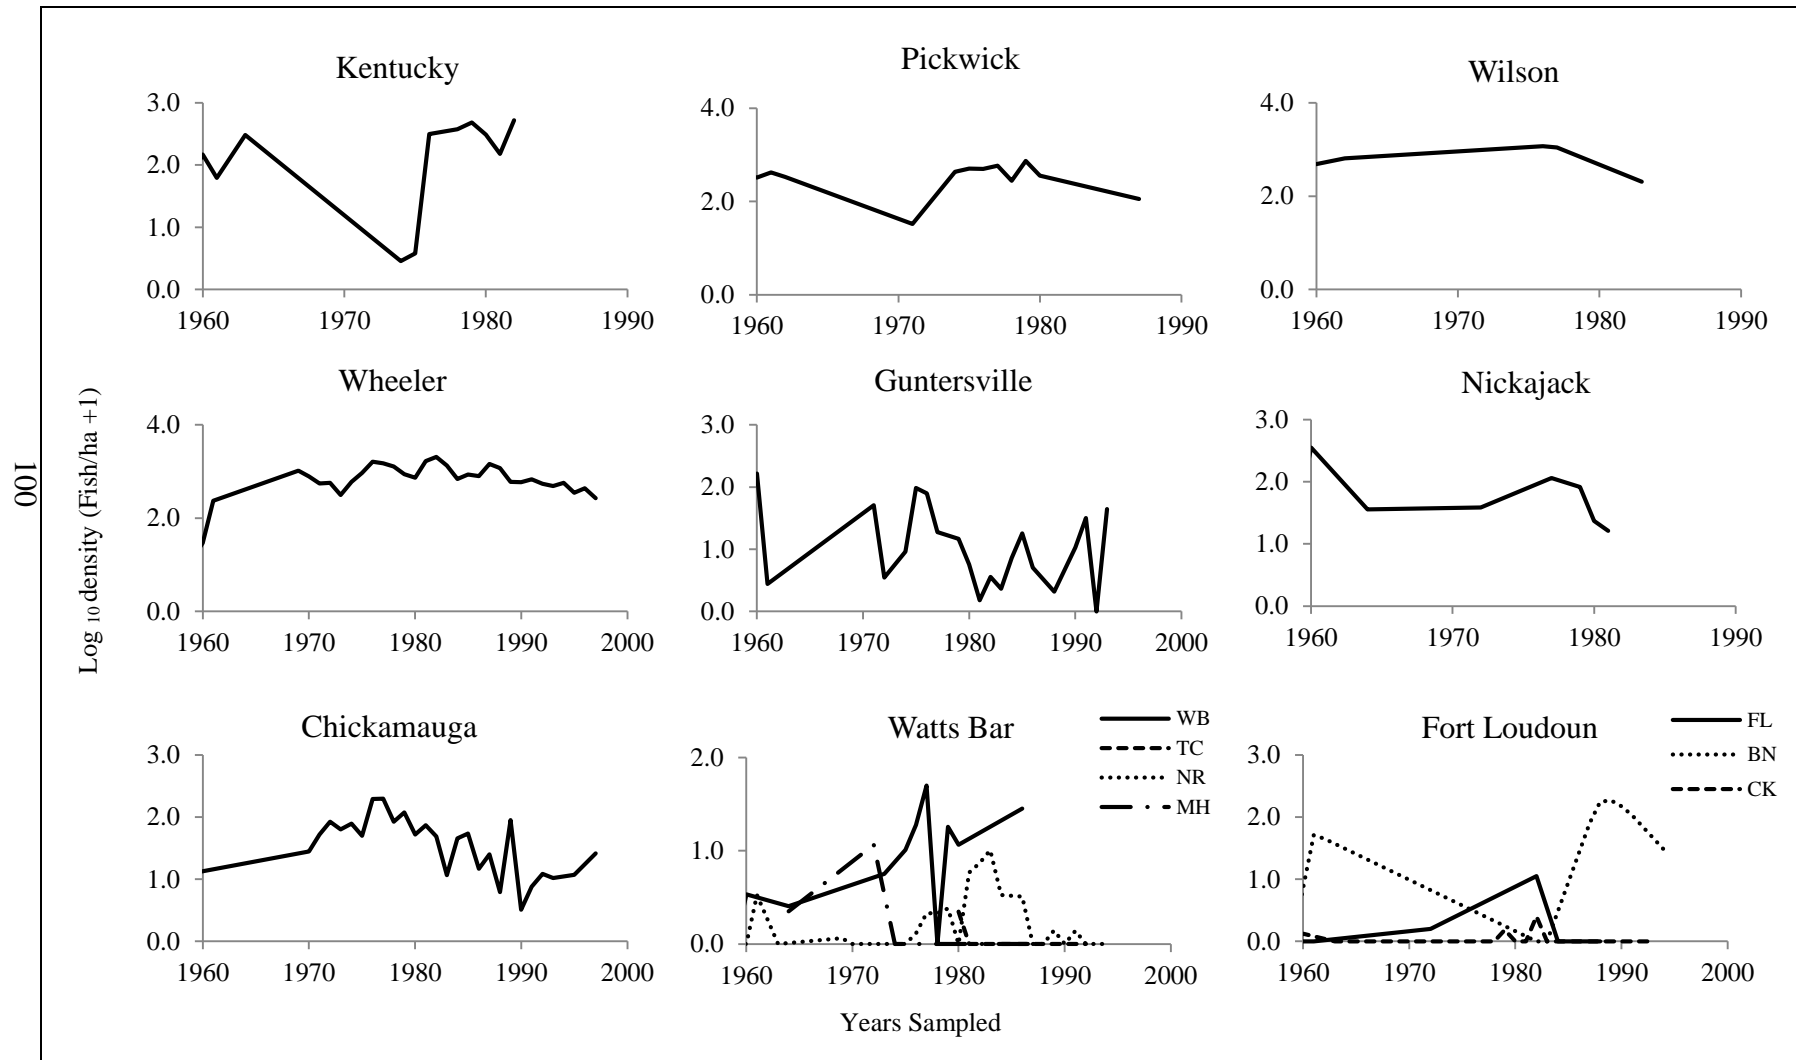 100
Log 10 density (Fish/ha +1)
Kentucky
3.0
2.0
1.0
0.0
1960 1970 1980 1990
Pickwick
4.0
2.0
0.0
1960 1970 1980 1990
Wilson
4.0
2.0
0.0
1960 1970 1980 1990
Wheeler
4.0
2.0
0.0
1960 1970 1980 1990 2000
Guntersville
3.0
2.0
1.0
0.0
1960 1970 1980 1990 2000
Nickajack
3.0
2.0
1.0
0.0
1960 1970 1980 1990
Chickamauga
3.0
2.0
1.0
0.0
1960 1970 1980 1990 2000
Watts Bar
WB
TC
NR
MH
2.0
1.0
0.0
1960 1970 1980 1990 2000
Fort Loudoun
FL
BN
CK
3.0
2.0
1.0
0.0
1960 1970 1980 1990 2000
Years Sampled